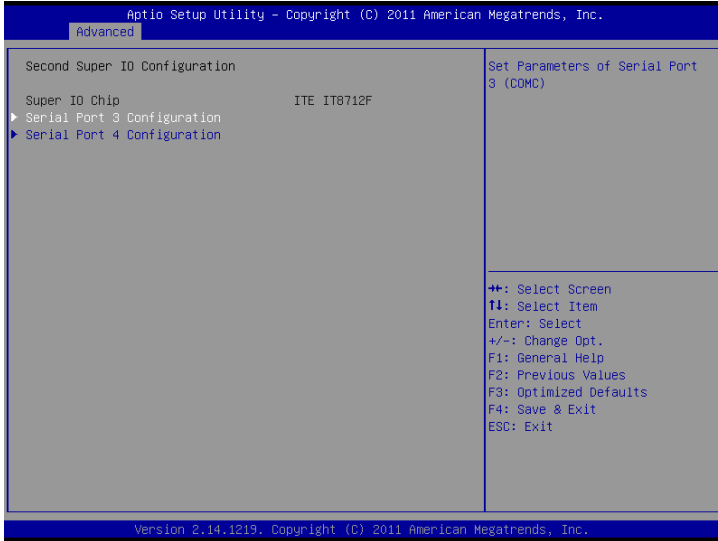 Aptio Setup Utility – Copyright (C) 2011 American Megatrends, Inc.
Advanced
Second Super IO Configuration
Super IO Chip ITE IT8712F
▶ Serial Port 3 Configuration
▶ Serial Port 4 Configuration
Set Parameters of Serial Port
3 (COMC)
→←: Select Screen
↑↓: Select Item
Enter: Select
+/-: Change Opt.
F1: General Help
F2: Previous Values
F3: Optimized Defaults
F4: Save & Exit
ESC: Exit
Version 2.14.1219. Copyright (C) 2011 American Megatrends, Inc.